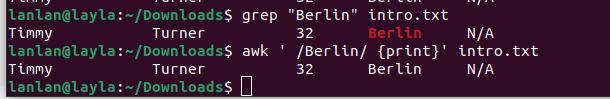 lanlan@layla:~/Downloads$ grep "Berlin" intro.txt
Timmy Turner 32 Berlin N/A
lanlan@layla:~/Downloads$ awk ' /Berlin/ {print}' intro.txt
Timmy Turner 32 Berlin N/A
lanlan@layla:~/Downloads$